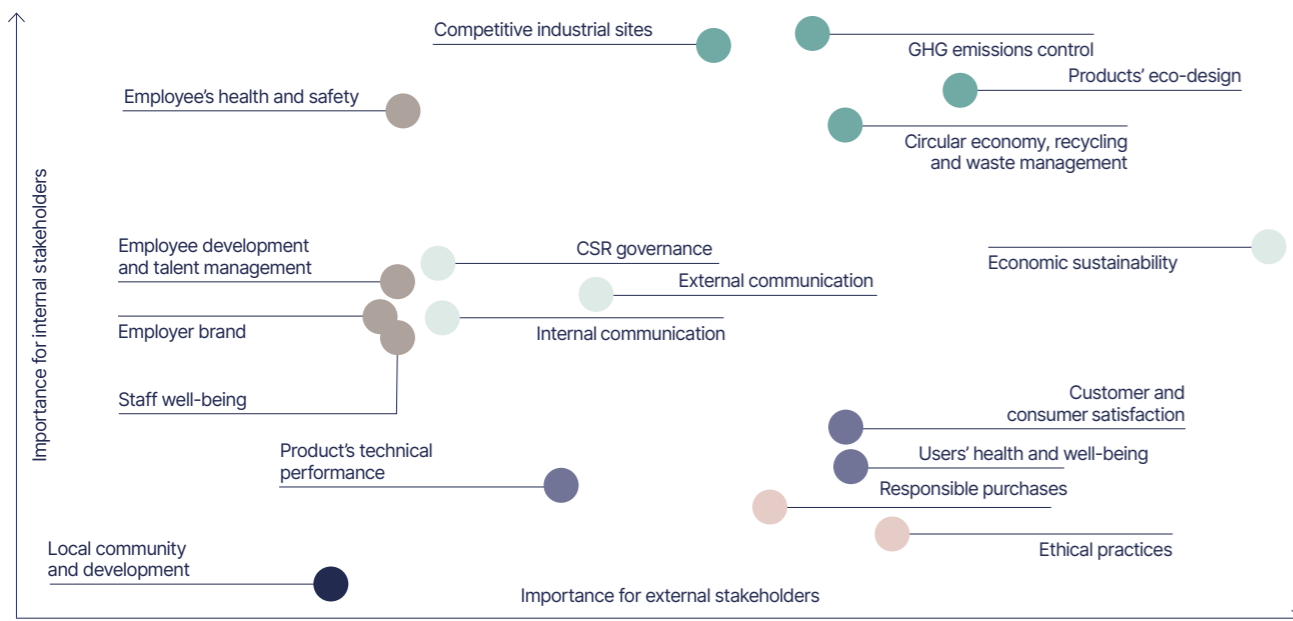 Competitive industrial sites
GHG emissions control
Products’ eco-design
Employee’s health and safety
Circular economy, recycling
and waste management
Importance for internal stakeholders
Employee development
and talent management
CSR governance
Economic sustainability
External communication
Employer brand
Internal communication
Staff well-being
Customer and
consumer satisfaction
Product’s technical
performance
Users’ health and well-being
Responsible purchases
Ethical practices
Local community
and development
Importance for external stakeholders